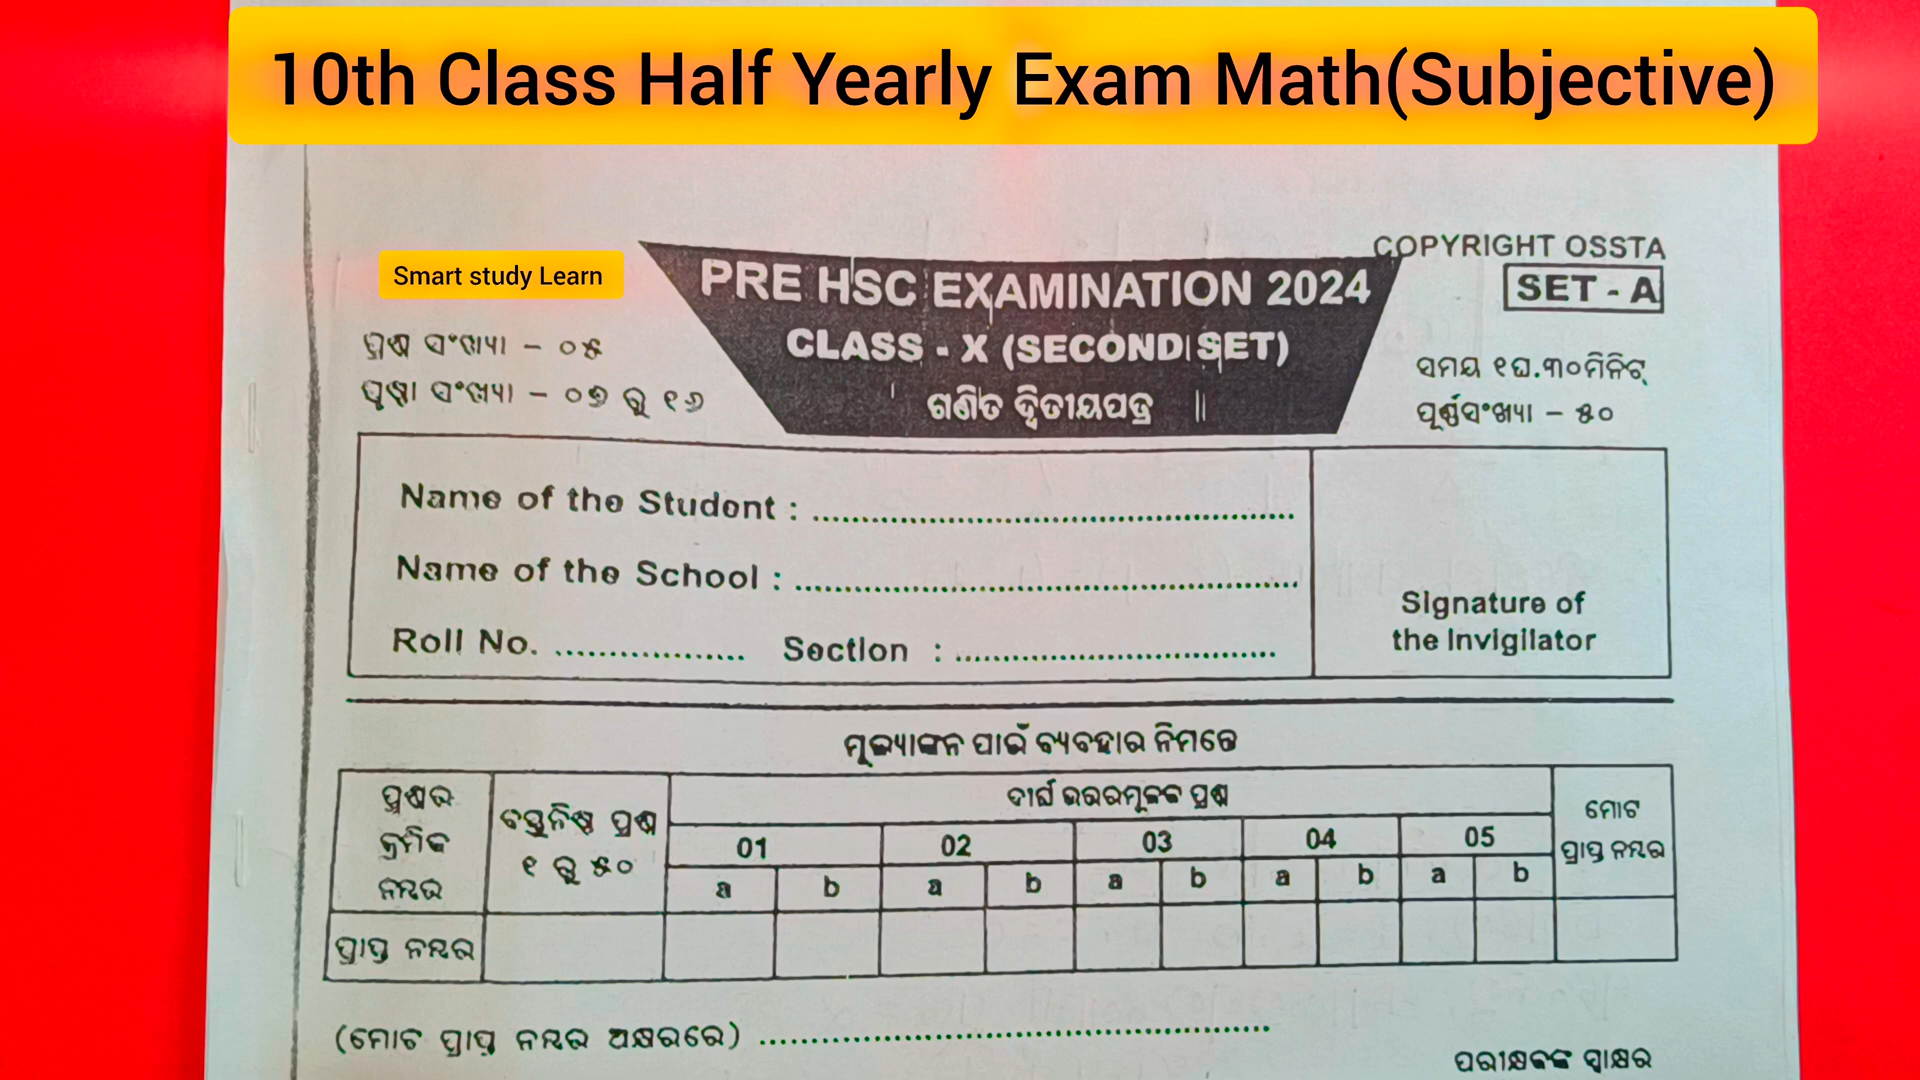 10th Class Half Yearly Exam Math(Subjective)
COPYRIGHT OSSTA
Smart study Learn
PRE HSC EXAMINATION 2024
SET - A
CLASS - X (SECOND SET)
ପ୍ରଶ୍ନ ସଂଖ୍ୟା - ୦୫
ସମୟ ୧ଘ.୩୦ମିନିଟ୍
ପୃଷ୍ଠା ସଂଖ୍ୟା - ୦୭ ରୁ ୧୬
ଗଣିତ ଦ୍ୱିତୀୟପତ୍ର
ପୂର୍ଣ୍ଣସଂଖ୍ୟା - ୫୦
Name of the Student : ................................................
Name of the School : ..................................................
Roll No. ................... Section : ................................
Signature of
the Invigilator
ମୂଲ୍ୟାଙ୍କନ ପାଇଁ ବ୍ୟବହାର ନିମନ୍ତେ
ପ୍ରଶ୍ନର
କ୍ରମିକ
ନମ୍ବର
ବସ୍ତୁନିଷ୍ଠ ପ୍ରଶ୍ନ
୧ ରୁ ୫୦
ଦୀର୍ଘ ଉତ୍ତରମୂଳକ ପ୍ରଶ୍ନ
ମୋଟ
ପ୍ରାପ୍ତ ନମ୍ବର
01 02 03 04 05
a b a b a b a b a b
ପ୍ରାପ୍ତ ନମ୍ବର
(ମୋଟ ପ୍ରାପ୍ତ ନମ୍ବର ଅକ୍ଷରରେ) ...................................................
ପରୀକ୍ଷକଙ୍କ ସ୍ୱାକ୍ଷର